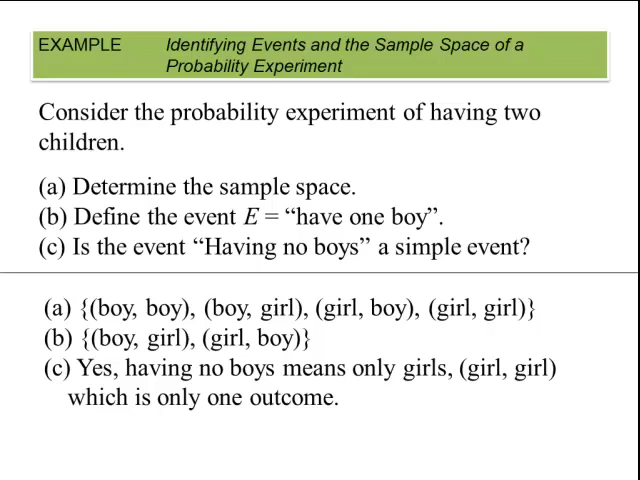 EXAMPLE Identifying Events and the Sample Space of a
Probability Experiment
Consider the probability experiment of having two
children.
(a) Determine the sample space.
(b) Define the event E = “have one boy”.
(c) Is the event “Having no boys” a simple event?
(a) {(boy, boy), (boy, girl), (girl, boy), (girl, girl)}
(b) {(boy, girl), (girl, boy)}
(c) Yes, having no boys means only girls, (girl, girl)
which is only one outcome.